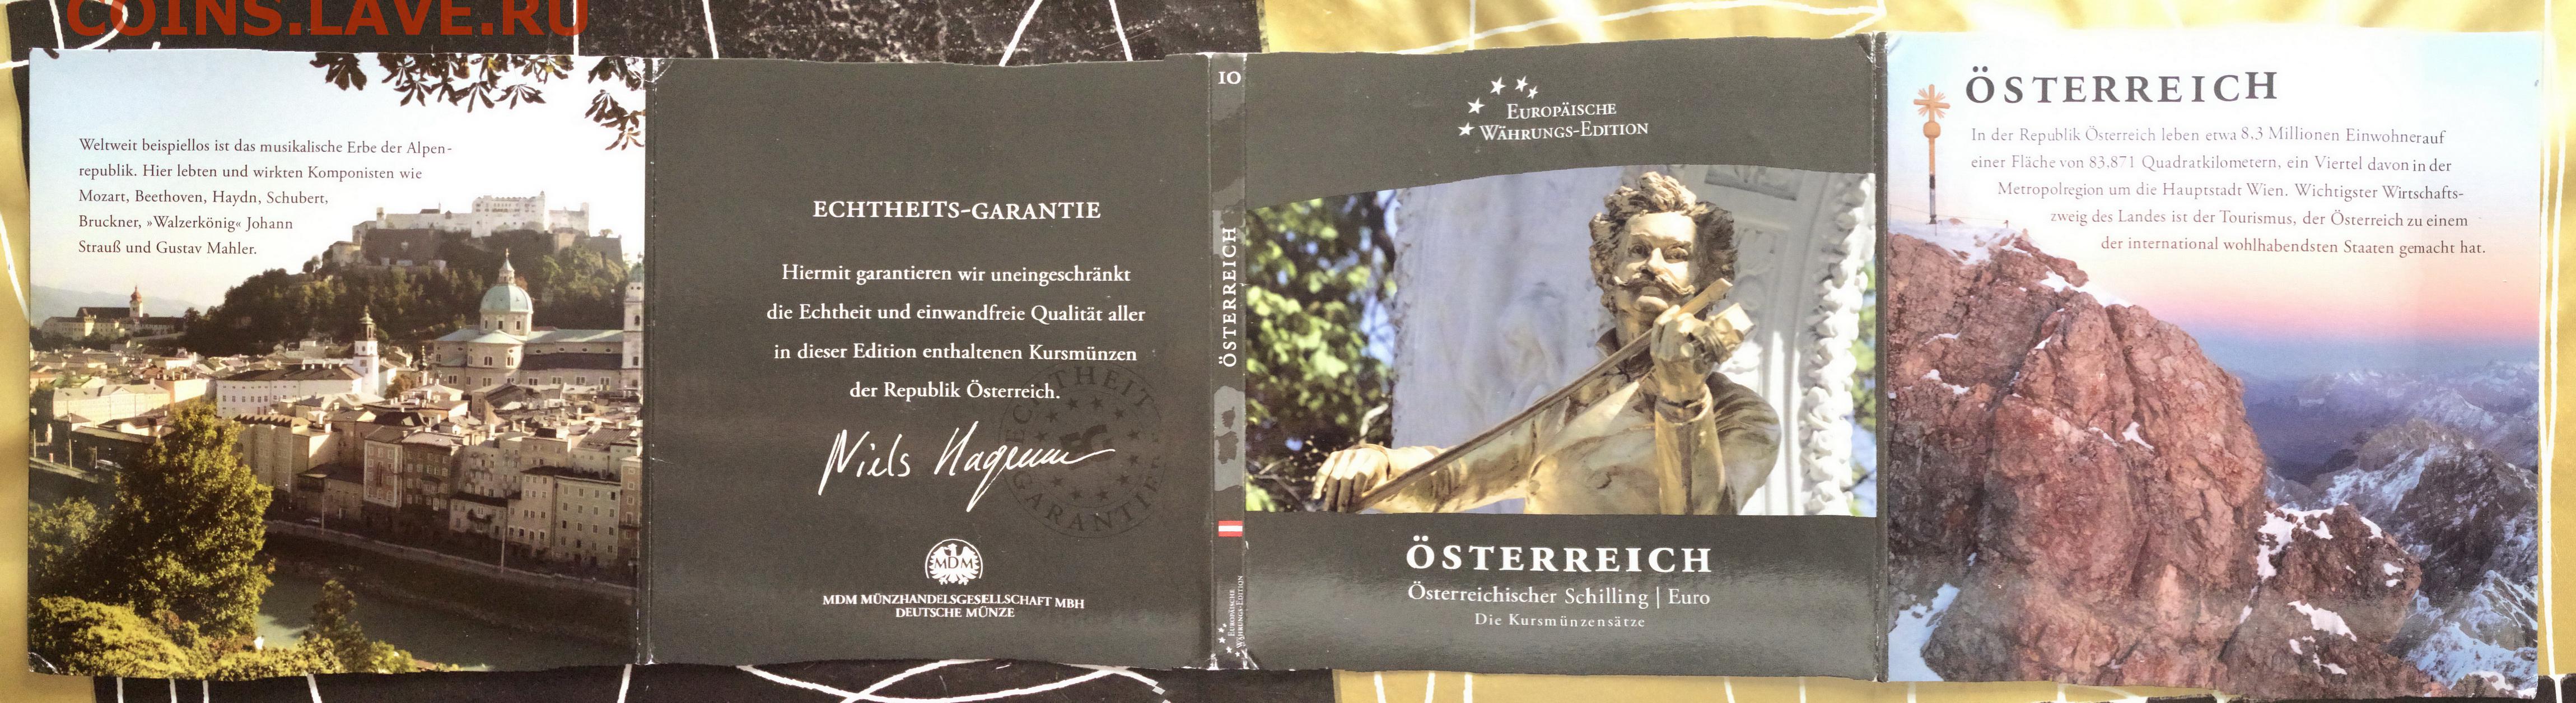 COINS.LAVE.RU
Weltweit beispiellos ist das musikalische Erbe der Alpen-
republik. Hier lebten und wirkten Komponisten wie
Mozart, Beethoven, Haydn, Schubert,
Bruckner, »Walzerkönig« Johann
Strauß und Gustav Mahler.
ECHTHEITS-GARANTIE
Hiermit garantieren wir uneingeschränkt
die Echtheit und einwandfreie Qualität aller
in dieser Edition enthaltenen Kursmünzen
der Republik Österreich.
Niels
MDM
MDM MÜNZHANDELSGESELLSCHAFT MBH
DEUTSCHE MÜNZE
10
ÖSTERREICH
EUROPÄISCHE
WÄHRUNGS-EDITION
EUROPÄISCHE
WÄHRUNGS-EDITION
ÖSTERREICH
Österreichischer Schilling | Euro
Die Kursmünzensätze
ÖSTERREICH
In der Republik Österreich leben etwa 8,3 Millionen Einwohnerauf
einer Fläche von 83.871 Quadratkilometern, ein Viertel davon in der
Metropolregion um die Hauptstadt Wien. Wichtigster Wirtschafts-
zweig des Landes ist der Tourismus, der Österreich zu einem
der international wohlhabendsten Staaten gemacht hat.